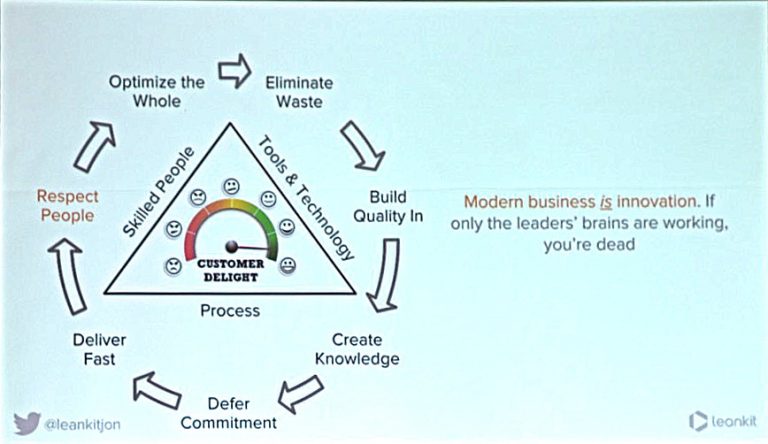 Optimize the
Whole
Eliminate
Waste
Skilled People
Tools & Technology
Respect
People
Build
Quality In
Modern business is innovation. If
only the leaders' brains are working,
you're dead
CUSTOMER
DELIGHT
Process
Deliver
Fast
Create
Knowledge
Defer
Commitment
@leankitjon
leankit